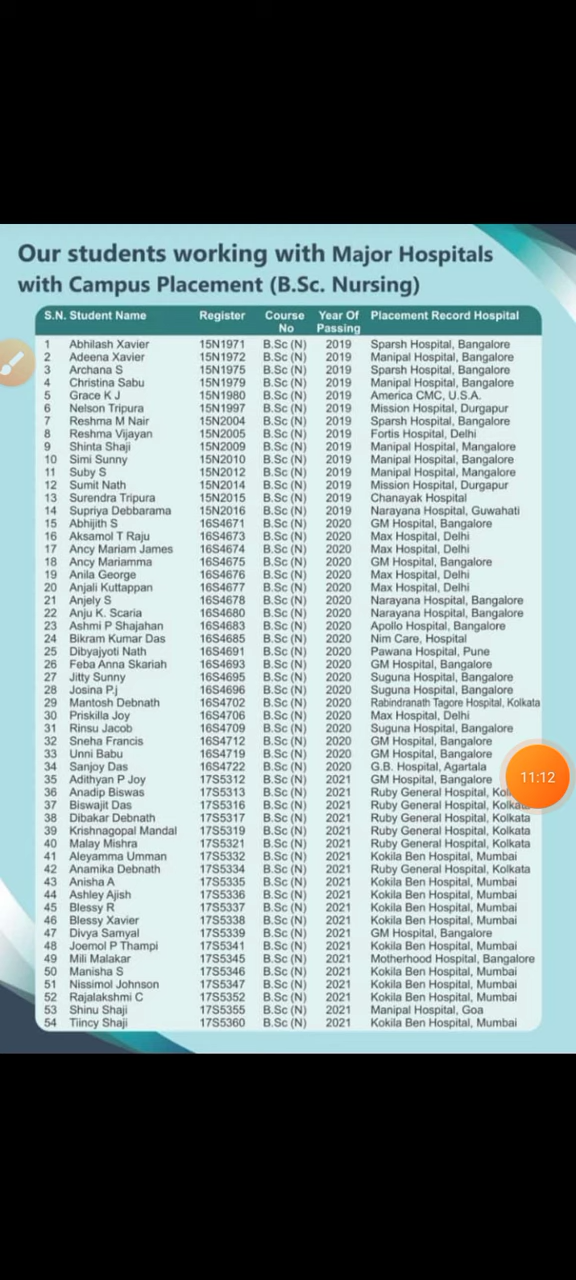 Our students working with Major Hospitals
with Campus Placement (B.Sc. Nursing)
S.N. Student Name Register Course No Year Of Passing Placement Record Hospital
1 Abhilash Xavier 15N1971 B.Sc (N) 2019 Sparsh Hospital, Bangalore
2 Adeena Xavier 15N1972 B.Sc (N) 2019 Manipal Hospital, Bangalore
3 Archana S 15N1975 B.Sc (N) 2019 Sparsh Hospital, Bangalore
4 Christina Sabu 15N1979 B.Sc (N) 2019 Manipal Hospital, Bangalore
5 Grace K J 15N1980 B.Sc (N) 2019 America CMC, U.S.A.
6 Nelson Tripura 15N1997 B.Sc (N) 2019 Mission Hospital, Durgapur
7 Reshma M Nair 15N2004 B.Sc (N) 2019 Sparsh Hospital, Bangalore
8 Reshma Vijayan 15N2005 B.Sc (N) 2019 Fortis Hospital, Delhi
9 Shinta Shaji 15N2009 B.Sc (N) 2019 Manipal Hospital, Mangalore
10 Simi Sunny 15N2010 B.Sc (N) 2019 Manipal Hospital, Bangalore
11 Suby S 15N2012 B.Sc (N) 2019 Manipal Hospital, Mangalore
12 Sumit Nath 15N2014 B.Sc (N) 2019 Mission Hospital, Durgapur
13 Surendra Tripura 15N2015 B.Sc (N) 2019 Chanayak Hospital
14 Supriya Debbarama 15N2016 B.Sc (N) 2019 Narayana Hospital, Guwahati
15 Abhijith S 16S4671 B.Sc (N) 2020 GM Hospital, Bangalore
16 Aksamol T Raju 16S4673 B.Sc (N) 2020 Max Hospital, Delhi
17 Ancy Mariam James 16S4674 B.Sc (N) 2020 Max Hospital, Delhi
18 Ancy Mariamma 16S4675 B.Sc (N) 2020 GM Hospital, Bangalore
19 Anila George 16S4676 B.Sc (N) 2020 Max Hospital, Delhi
20 Anjali Kuttappan 16S4677 B.Sc (N) 2020 Max Hospital, Delhi
21 Anjely S 16S4678 B.Sc (N) 2020 Narayana Hospital, Bangalore
22 Anju K. Scaria 16S4680 B.Sc (N) 2020 Narayana Hospital, Bangalore
23 Ashmi P Shajahan 16S4683 B.Sc (N) 2020 Apollo Hospital, Bangalore
24 Bikram Kumar Das 16S4685 B.Sc (N) 2020 Nim Care, Hospital
25 Dibyajyoti Nath 16S4691 B.Sc (N) 2020 Pawana Hospital, Pune
26 Feba Anna Skariah 16S4693 B.Sc (N) 2020 GM Hospital, Bangalore
27 Jitty Sunny 16S4695 B.Sc (N) 2020 Suguna Hospital, Bangalore
28 Josina P.j 16S4696 B.Sc (N) 2020 Suguna Hospital, Bangalore
29 Mantosh Debnath 16S4702 B.Sc (N) 2020 Rabindranath Tagore Hospital, Kolkata
30 Priskilla Joy 16S4706 B.Sc (N) 2020 Max Hospital, Delhi
31 Rinsu Jacob 16S4709 B.Sc (N) 2020 Suguna Hospital, Bangalore
32 Sneha Francis 16S4712 B.Sc (N) 2020 GM Hospital, Bangalore
33 Unni Babu 16S4719 B.Sc (N) 2020 GM Hospital, Bangalore
34 Sanjoy Das 16S4722 B.Sc (N) 2020 G.B. Hospital, Agartala
35 Adithyan P Joy 17S5312 B.Sc (N) 2021 GM Hospital, Bangalore
11:12
36 Anadip Biswas 17S5313 B.Sc (N) 2021 Ruby General Hospital,
37 Biswajit Das 17S5316 B.Sc (N) 2021 Ruby General Hospital, Kolkata
38 Dibakar Debnath 17S5317 B.Sc (N) 2021 Ruby General Hospital, Kolkata
39 Krishnagopal Mandal 17S5319 B.Sc (N) 2021 Ruby General Hospital, Kolkata
40 Malay Mishra 17S5321 B.Sc (N) 2021 Ruby General Hospital, Kolkata
41 Aleyamma Umman 17S5332 B.Sc (N) 2021 Kokila Ben Hospital, Mumbai
42 Anamika Debnath 17S5334 B.Sc (N) 2021 Ruby General Hospital, Kolkata
43 Anisha A 17S5335 B.Sc (N) 2021 Kokila Ben Hospital, Mumbai
44 Ashley Ajish 17S5336 B.Sc (N) 2021 Kokila Ben Hospital, Mumbai
45 Blessy R 17S5337 B.Sc (N) 2021 Kokila Ben Hospital, Mumbai
46 Blessy Xavier 17S5338 B.Sc (N) 2021 Kokila Ben Hospital, Mumbai
47 Divya Samyal 17S5339 B.Sc (N) 2021 GM Hospital, Bangalore
48 Joemol P Thampi 17S5341 B.Sc (N) 2021 Kokila Ben Hospital, Mumbai
49 Mili Malakar 17S5345 B.Sc (N) 2021 Motherhood Hospital, Bangalore
50 Manisha S 17S5346 B.Sc (N) 2021 Kokila Ben Hospital, Mumbai
51 Nissimol Johnson 17S5347 B.Sc (N) 2021 Kokila Ben Hospital, Mumbai
52 Rajalakshmi C 17S5352 B.Sc (N) 2021 Kokila Ben Hospital, Mumbai
53 Shinu Shaji 17S5355 B.Sc (N) 2021 Manipal Hospital, Goa
54 Tiincy Shaji 17S5360 B.Sc (N) 2021 Kokila Ben Hospital, Mumbai